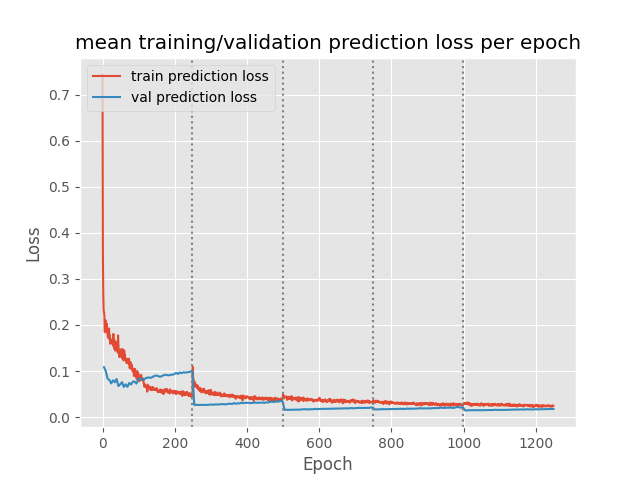 mean training/validation prediction loss per epoch
train prediction loss
val prediction loss
0.7
0.6
0.5
0.4
0.3
0.2
0.1
0.0
Loss
0 200 400 600 800 1000 1200
Epoch